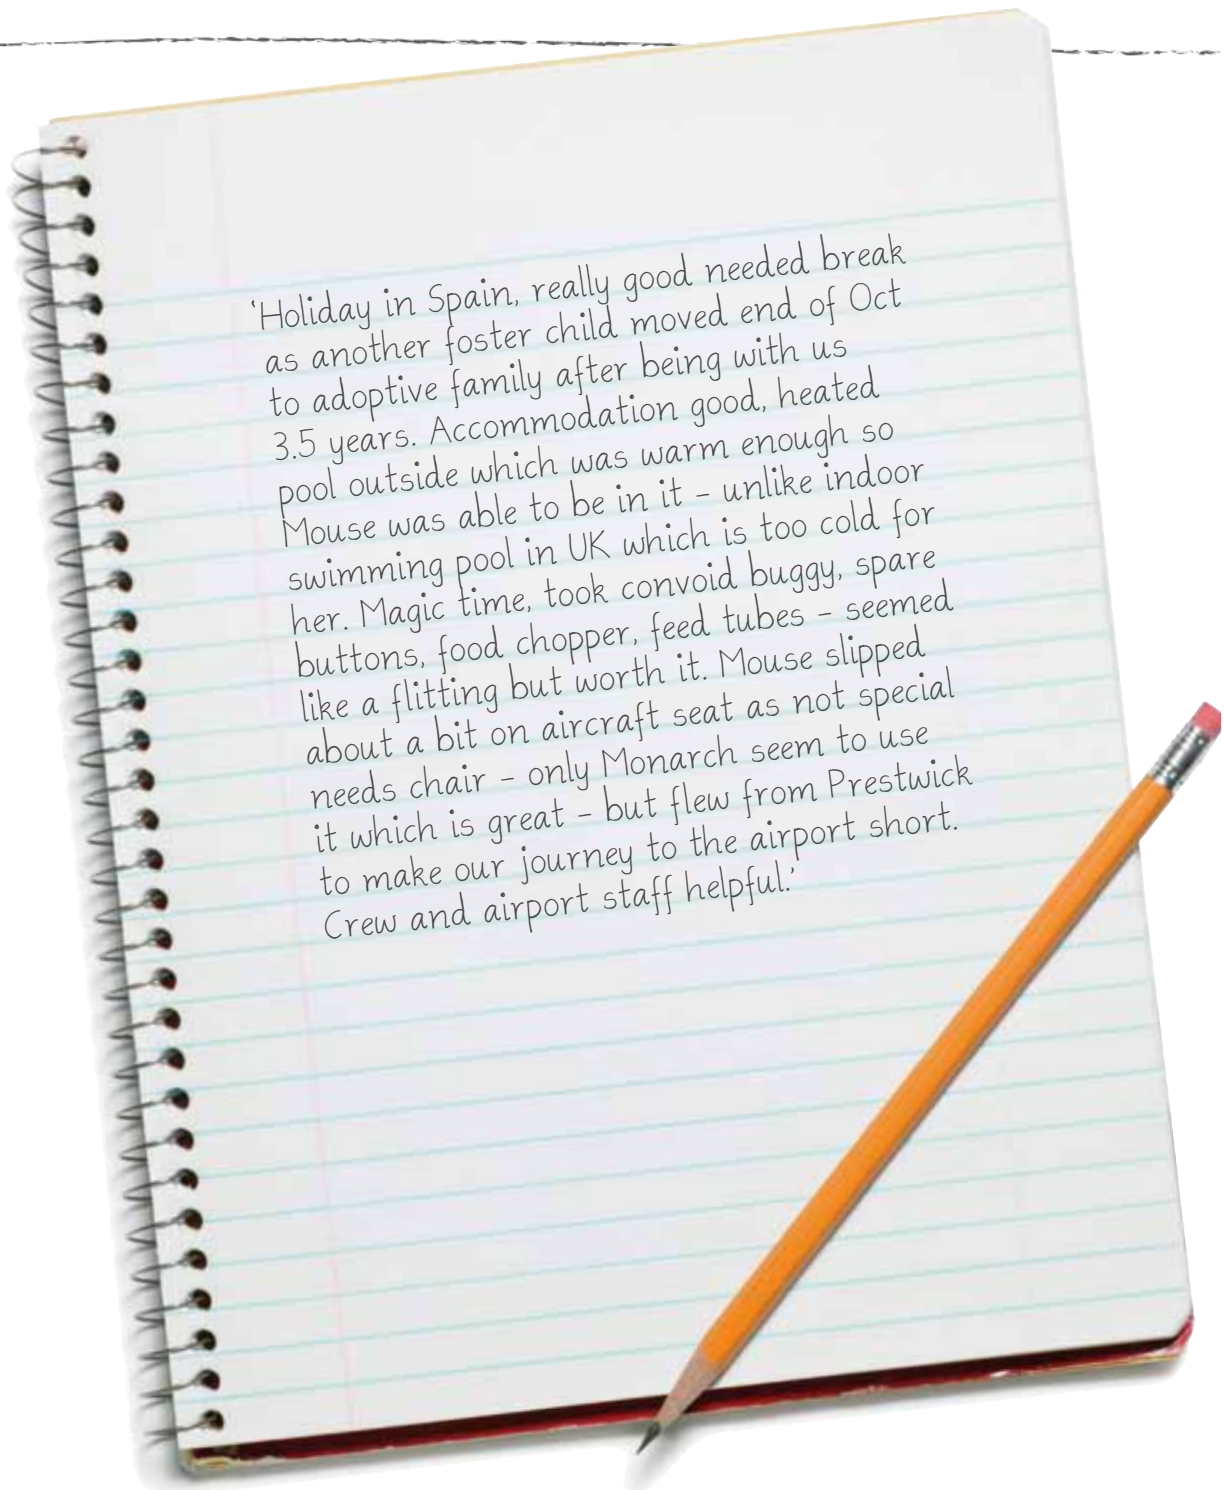 ‘Holiday in Spain, really good needed break
as another foster child moved end of Oct
to adoptive family after being with us
3.5 years. Accommodation good, heated
pool outside which was warm enough so
Mouse was able to be in it – unlike indoor
swimming pool in UK which is too cold for
her. Magic time, took convoid buggy, spare
buttons, food chopper, feed tubes – seemed
like a flitting but worth it. Mouse slipped
about a bit on aircraft seat as not special
needs chair – only Monarch seem to use
it which is great – but flew from Prestwick
to make our journey to the airport short.
Crew and airport staff helpful.’